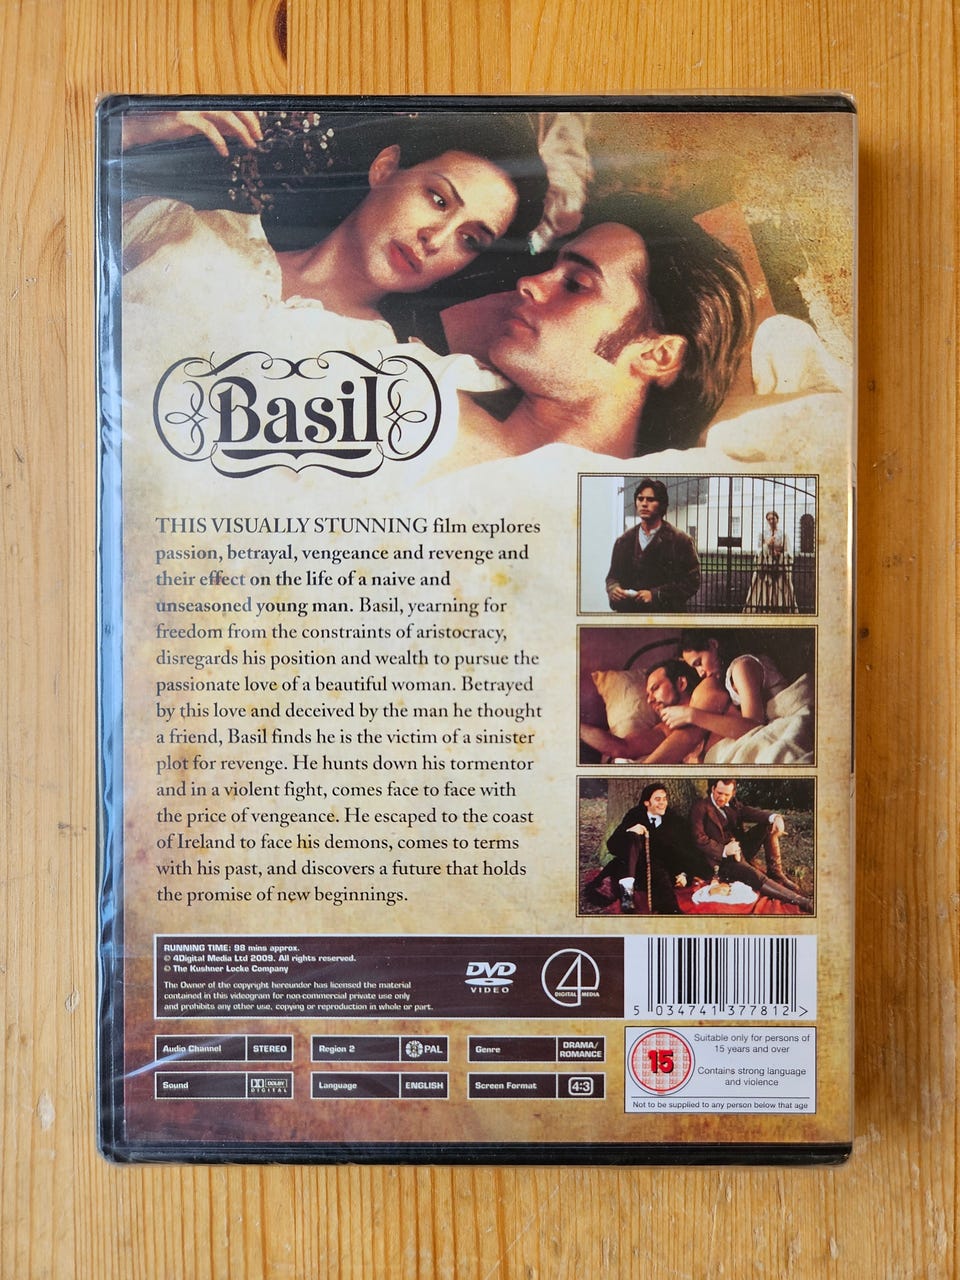 Basil
THIS VISUALLY STUNNING film explores
passion, betrayal, vengeance and revenge and
their effect on the life of a naive and
unseasoned young man. Basil, yearning for
freedom from the constraints of aristocracy,
disregards his position and wealth to pursue the
passionate love of a beautiful woman. Betrayed
by this love and deceived by the man he thought
a friend, Basil finds he is the victim of a sinister
plot for revenge. He hunts down his tormentor
and in a violent fight, comes face to face with
the price of vengeance. He escaped to the coast
of Ireland to face his demons, comes to terms
with his past, and discovers a future that holds
the promise of new beginnings.
RUNNING TIME: 98 mins approx.
© 4Digital Media Ltd 2009. All rights reserved.
© The Kushner Locke Company
The Owner of the copyright hereunder has licensed the material
contained in this videogram for non-commercial private use only
and prohibits any other use, copying or reproduction in whole or part.
DVD
VIDEO
4
DIGITAL MEDIA
5 034741 377812 >
Audio Channel STEREO
Region 2 PAL
Genre DRAMA/
ROMANCE
Sound DOLBY
DIGITAL
Language ENGLISH
Screen Format 4:3
15
Suitable only for persons of
15 years and over
Contains strong language
and violence
Not to be supplied to any person below that age